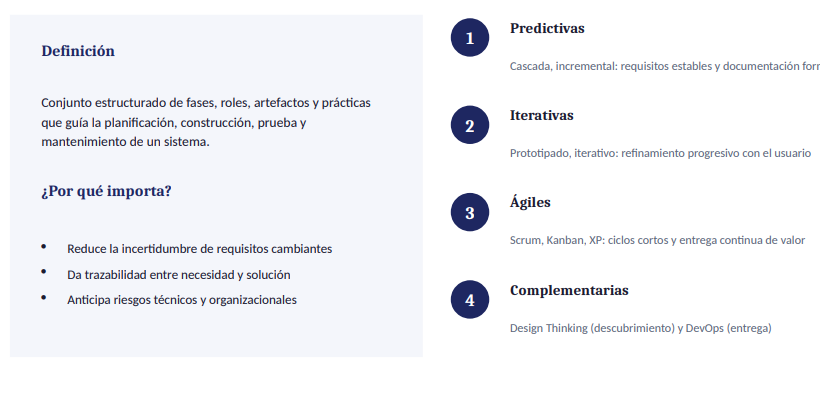 Definición
Conjunto estructurado de fases, roles, artefactos y prácticas
que guía la planificación, construcción, prueba y
mantenimiento de un sistema.
¿Por qué importa?
• Reduce la incertidumbre de requisitos cambiantes
• Da trazabilidad entre necesidad y solución
• Anticipa riesgos técnicos y organizacionales
1 Predictivas
Cascada, incremental: requisitos estables y documentación
2 Iterativas
Prototipado, iterativo: refinamiento progresivo con el usuario
3 Ágiles
Scrum, Kanban, XP: ciclos cortos y entrega continua de valor
4 Complementarias
Design Thinking (descubrimiento) y DevOps (entrega)